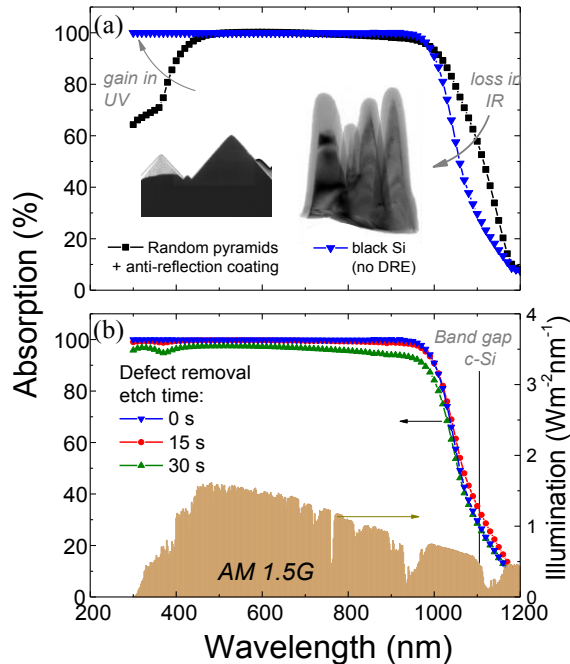 (a)
gain in
UV
loss in
IR
100
80
60
40
20
0
Random pyramids
+ anti-reflection coating
black Si
(no DRE)
Absorption (%)
(b)
Band gap
c-Si
Defect removal
etch time:
0 s
15 s
30 s
AM 1.5G
100
80
60
40
20
0
4
3
2
1
0
Illumination (Wm⁻²nm⁻¹)
200 400 600 800 1000 1200
Wavelength (nm)